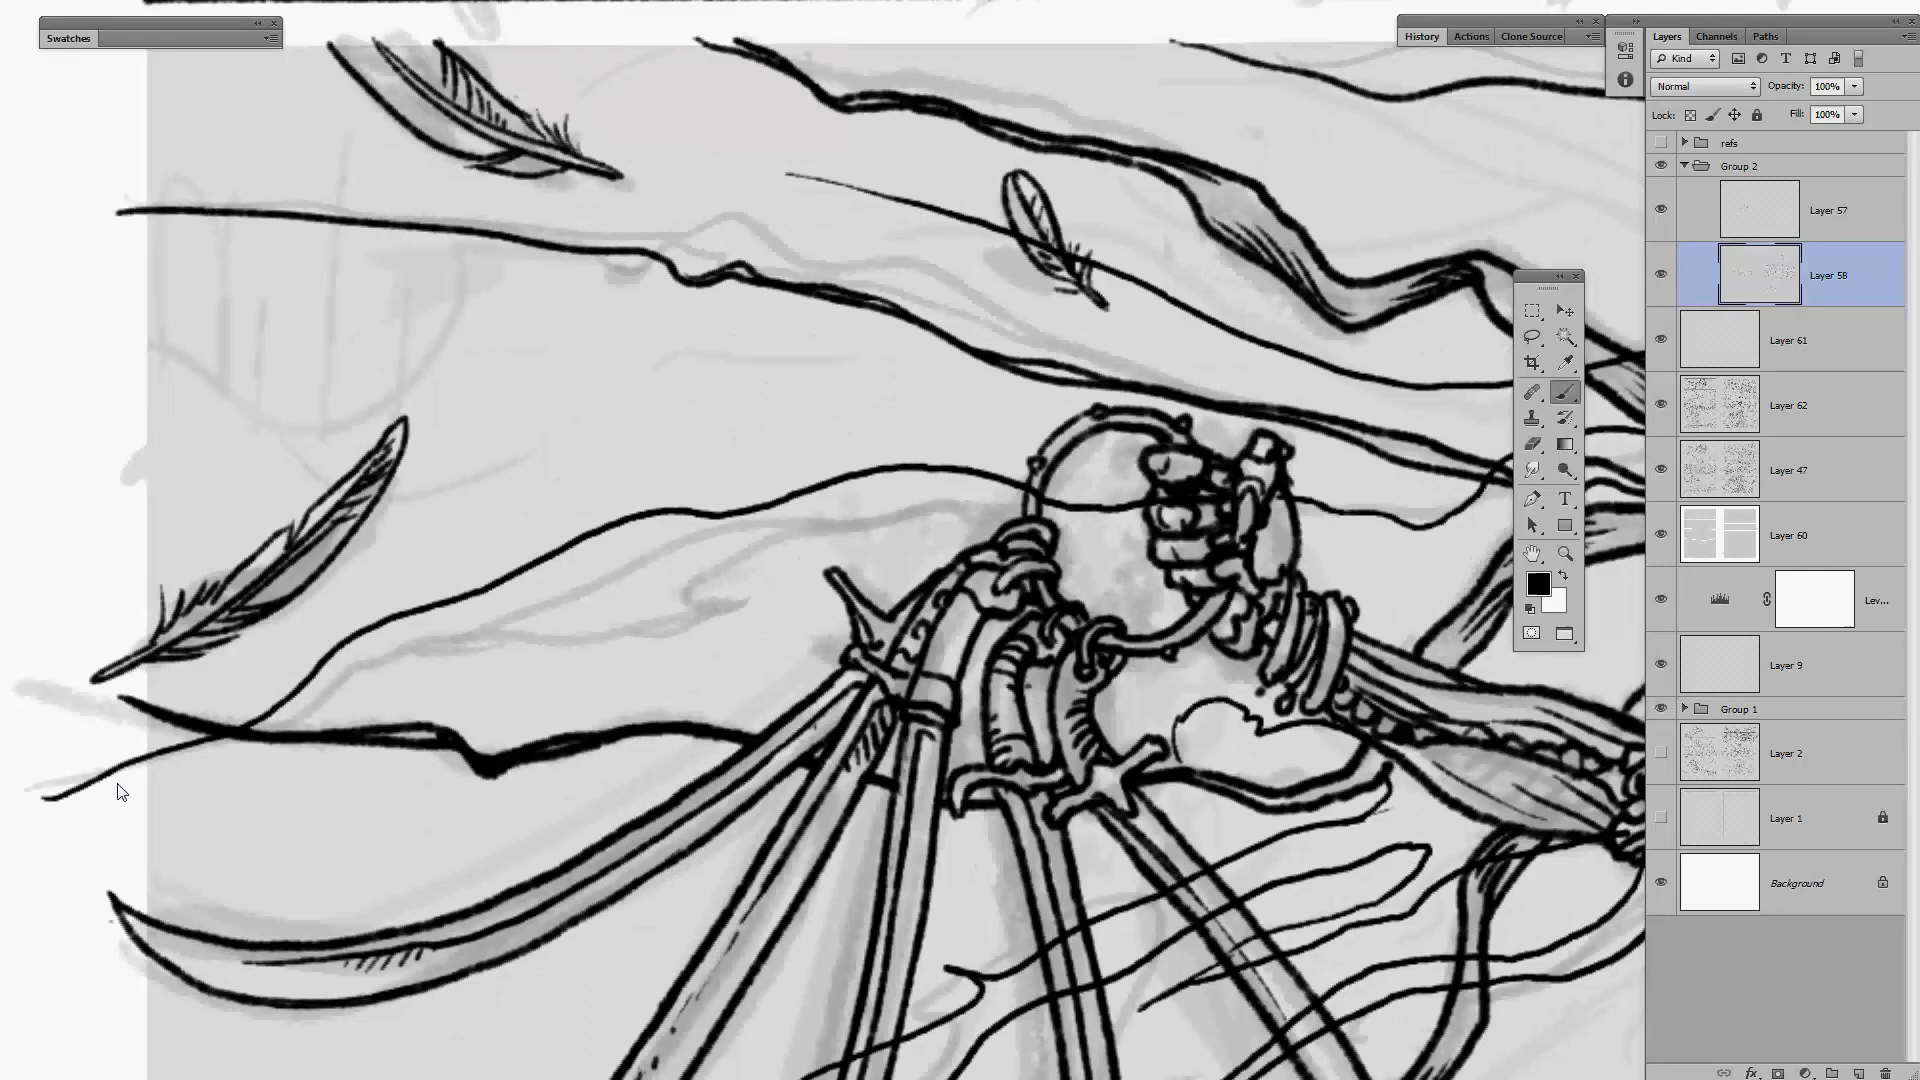 Swatches
History Actions Clone Source
Layers Channels Paths
Kind
Normal Opacity: 100%
Lock: Fill: 100%
refs
Group 2
Layer 57
Layer 58
Layer 61
Layer 62
Layer 47
Layer 60
Lev...
Layer 9
Group 1
Layer 2
Layer 1
Background